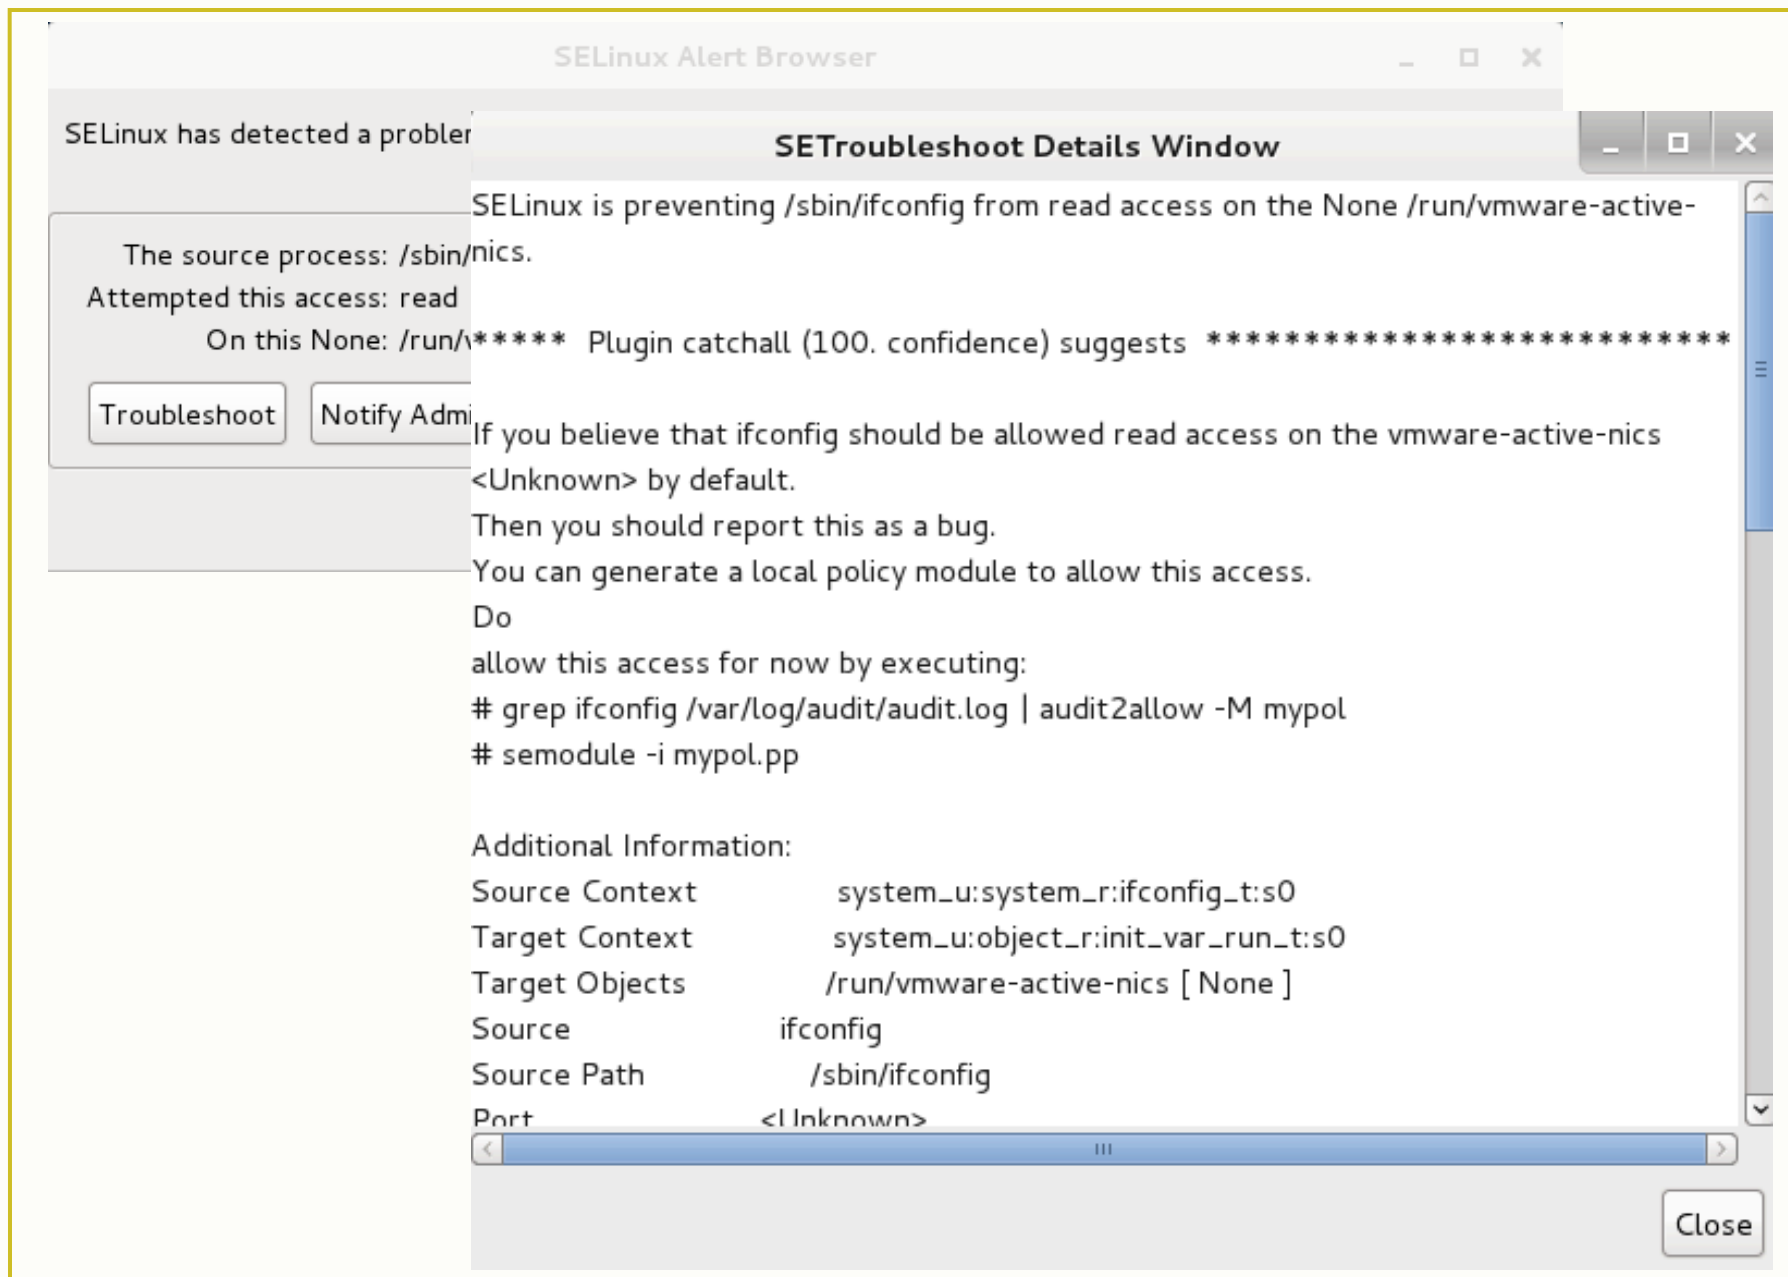 SELinux Alert Browser
SELinux has detected a problem
The source process: /sbin/
Attempted this access: read
On this None: /run/
Troubleshoot
Notify Admi
SETroubleshoot Details Window
SELinux is preventing /sbin/ifconfig from read access on the None /run/vmware-active-
nics.
***** Plugin catchall (100. confidence) suggests ***************************
If you believe that ifconfig should be allowed read access on the vmware-active-nics
<Unknown> by default.
Then you should report this as a bug.
You can generate a local policy module to allow this access.
Do
allow this access for now by executing:
# grep ifconfig /var/log/audit/audit.log | audit2allow -M mypol
# semodule -i mypol.pp
Additional Information:
Source Context system_u:system_r:ifconfig_t:s0
Target Context system_u:object_r:init_var_run_t:s0
Target Objects /run/vmware-active-nics [ None ]
Source ifconfig
Source Path /sbin/ifconfig
Port <Unknown>
Close